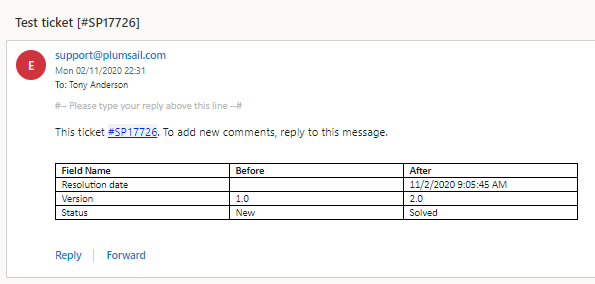 Test ticket [#SP17726]
E
support@plumsail.com
Mon 02/11/2020 22:31
To: Tony Anderson
#-- Please type your reply above this line --#
This ticket #SP17726. To add new comments, reply to this message.
Field Name Before After
Resolution date 11/2/2020 9:05:45 AM
Version 1.0 2.0
Status New Solved
Reply Forward